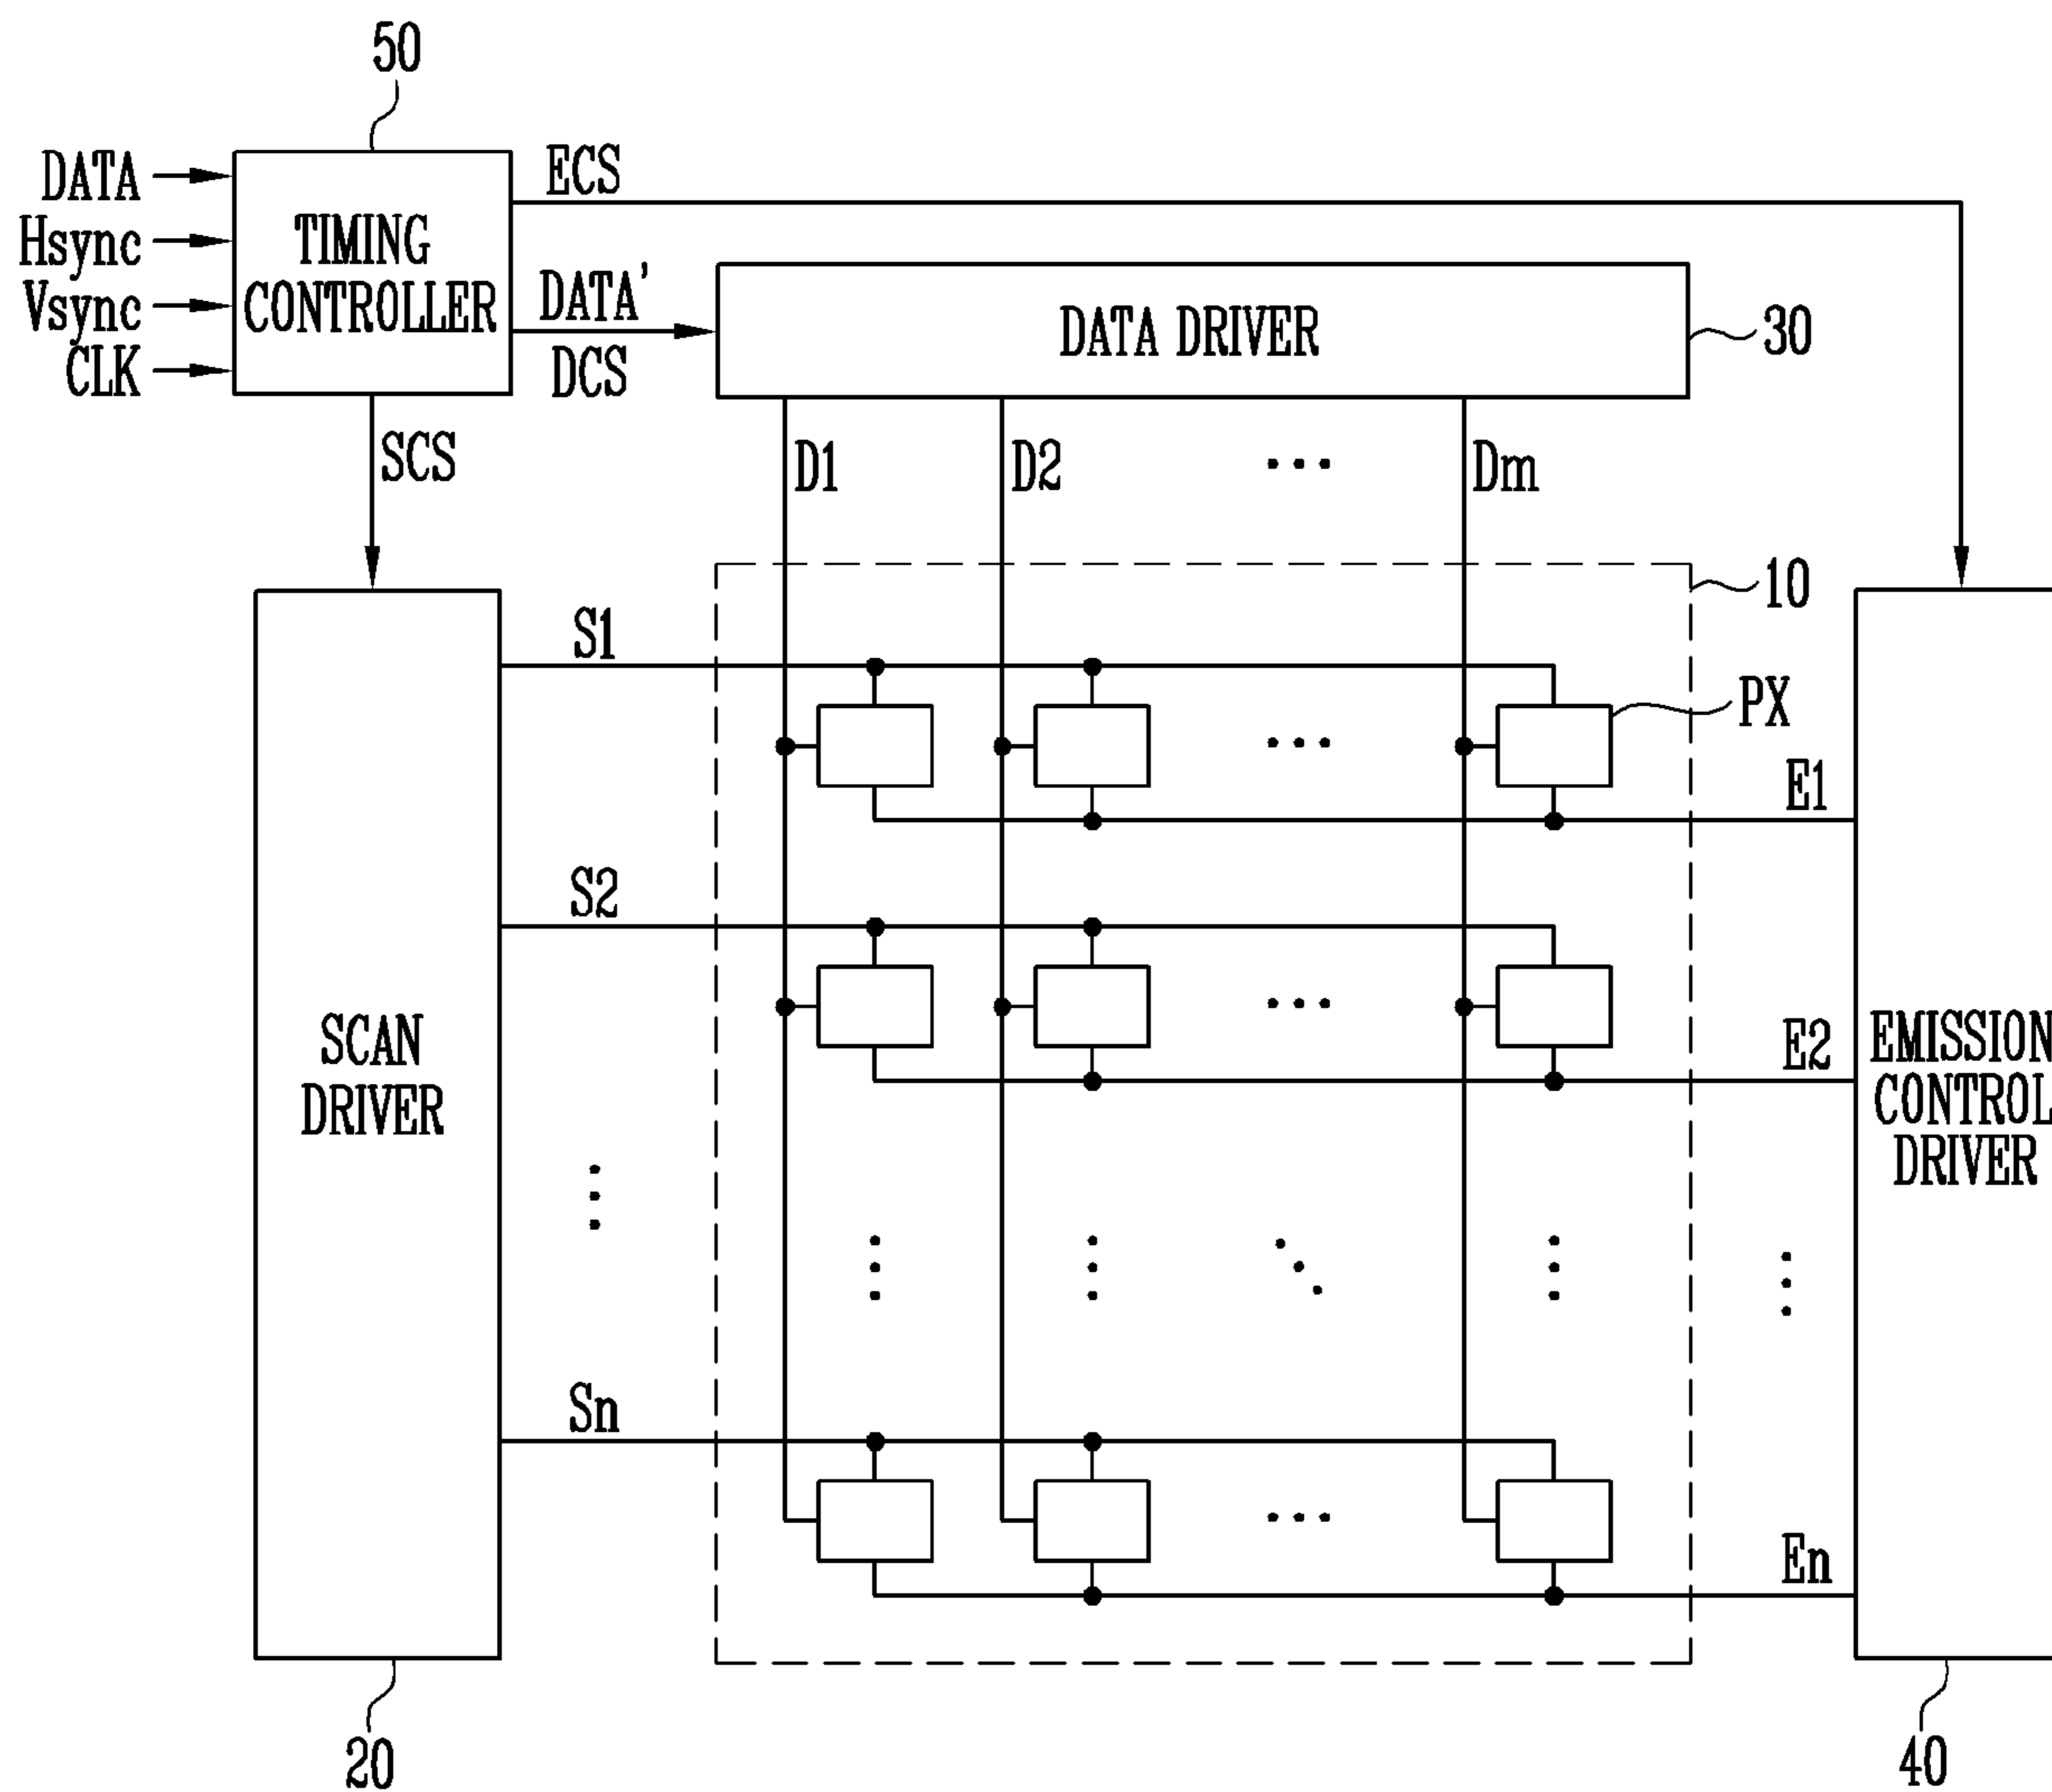 50
DATA
Hsync
Vsync
CLK
TIMING
CONTROLLER
ECS
DATA'
DCS
DATA DRIVER
30
SCS
D1
D2
Dm
10
S1
PX
E1
S2
E2
SCAN
DRIVER
EMISSION
CONTROL
DRIVER
Sn
En
20
40